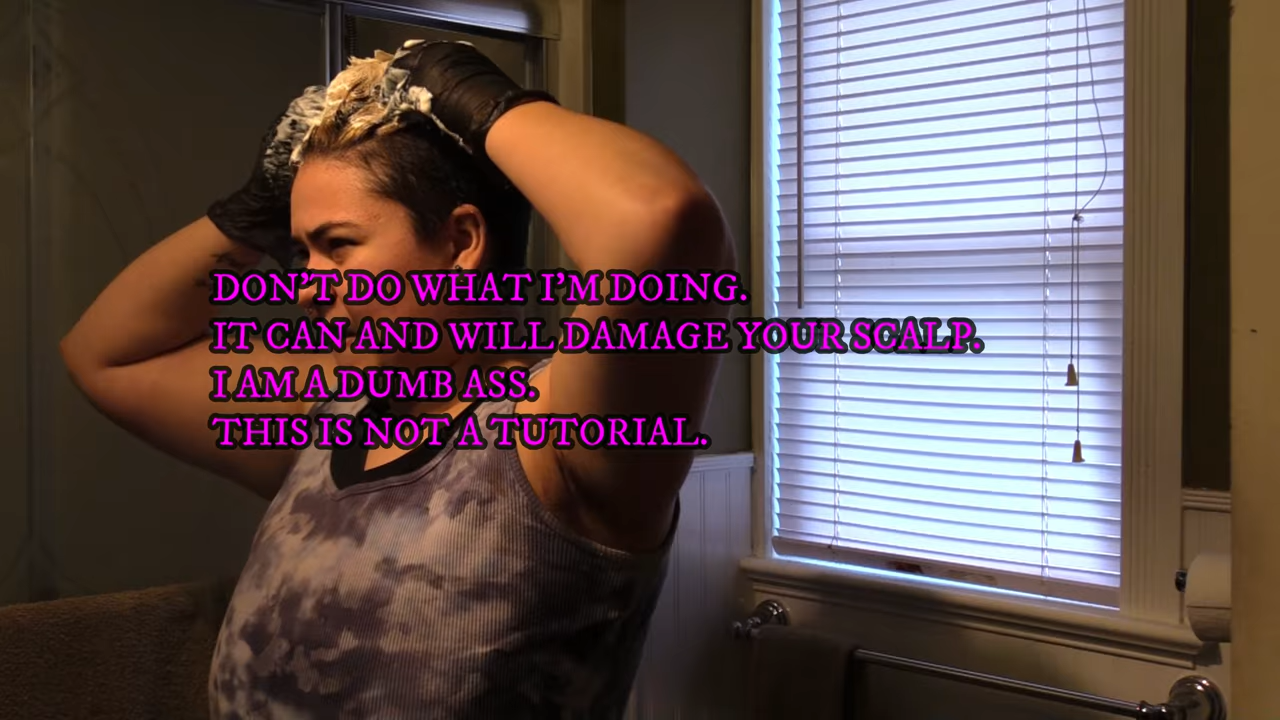 DON'T DO WHAT I'M DOING.
IT CAN AND WILL DAMAGE YOUR SCALP.
I AM A DUMB ASS.
THIS IS NOT A TUTORIAL.